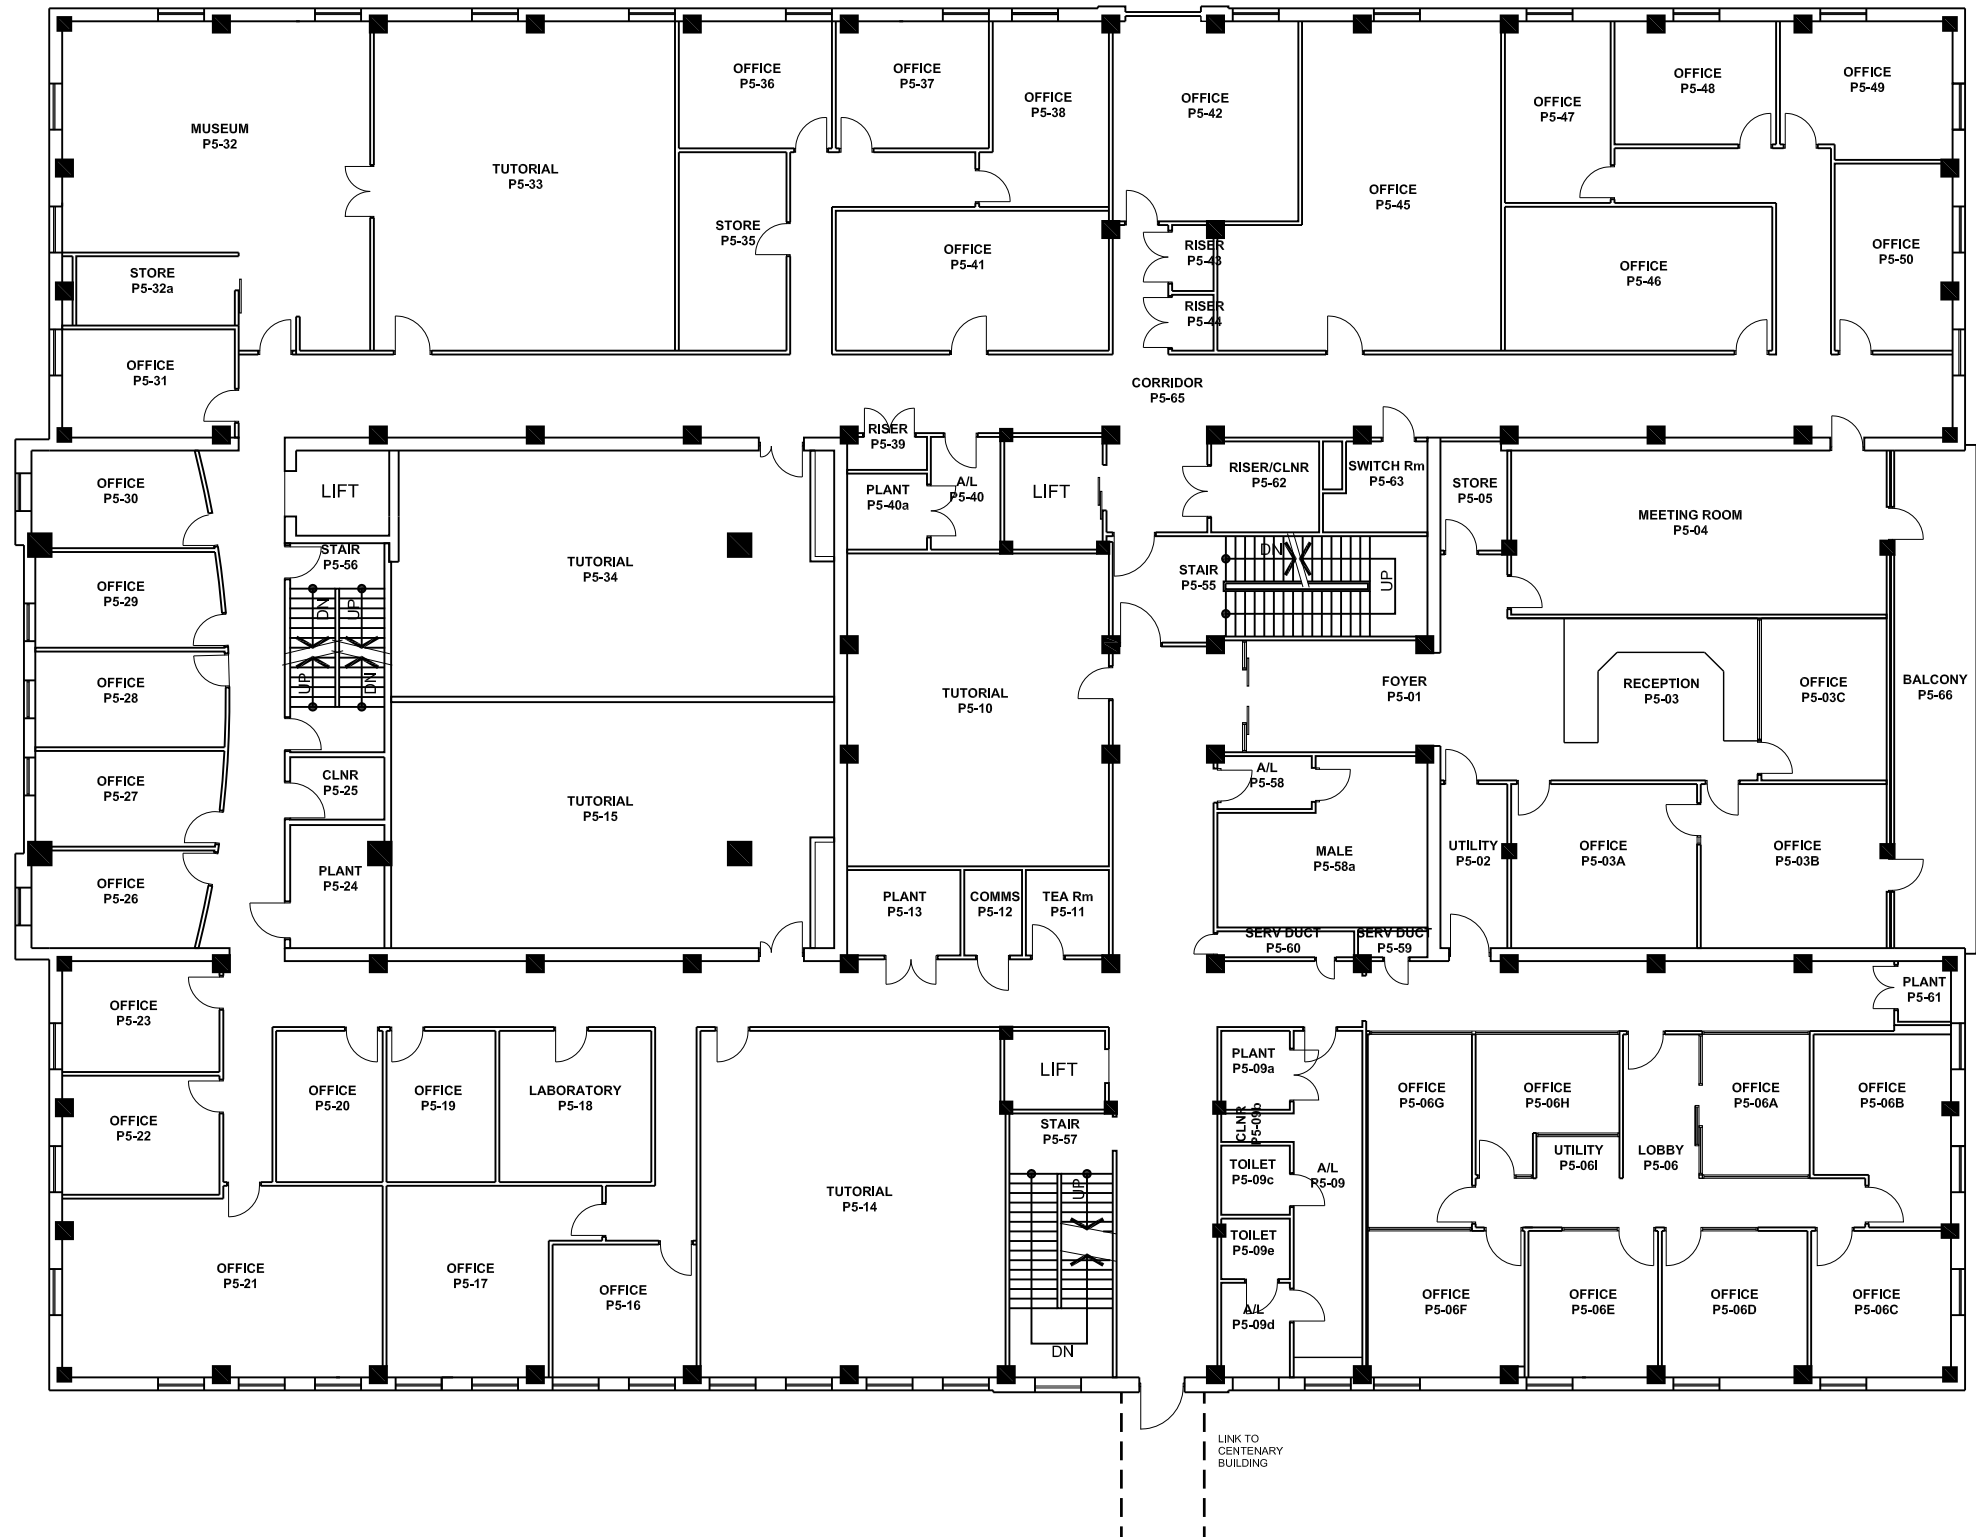 OFFICE
P5-36
OFFICE
P5-37
OFFICE
P5-38
OFFICE
P5-42
OFFICE
P5-47
OFFICE
P5-48
OFFICE
P5-49
MUSEUM
P5-32
TUTORIAL
P5-33
OFFICE
P5-45
STORE
P5-35
OFFICE
P5-41
RISER
P5-43
OFFICE
P5-46
OFFICE
P5-50
STORE
P5-32a
RISER
P5-44
OFFICE
P5-31
CORRIDOR
P5-65
RISER
P5-39
OFFICE
P5-30
LIFT
PLANT
P5-40a
A/L
P5-40
LIFT
RISER/CLNR
P5-62
SWITCH Rm
P5-63
STORE
P5-05
MEETING ROOM
P5-04
STAIR
P5-56
TUTORIAL
P5-34
STAIR
P5-55
DN
UP
OFFICE
P5-29
DN
UP
OFFICE
P5-28
UP
DN
TUTORIAL
P5-10
FOYER
P5-01
RECEPTION
P5-03
OFFICE
P5-03C
BALCONY
P5-66
OFFICE
P5-27
CLNR
P5-25
TUTORIAL
P5-15
A/L
P5-58
MALE
P5-58a
UTILITY
P5-02
OFFICE
P5-03A
OFFICE
P5-03B
OFFICE
P5-26
PLANT
P5-24
PLANT
P5-13
COMMS
P5-12
TEA Rm
P5-11
SERV DUCT
P5-60
SERV DUCT
P5-59
OFFICE
P5-23
PLANT
P5-61
OFFICE
P5-22
OFFICE
P5-20
OFFICE
P5-19
LABORATORY
P5-18
LIFT
PLANT
P5-09a
OFFICE
P5-06G
OFFICE
P5-06H
OFFICE
P5-06A
OFFICE
P5-06B
STAIR
P5-57
CLNR
P5-09b
UTILITY
P5-06I
LOBBY
P5-06
TUTORIAL
P5-14
UP
TOILET
P5-09c
A/L
P5-09
TOILET
P5-09e
OFFICE
P5-21
OFFICE
P5-17
OFFICE
P5-16
A/L
P5-09d
OFFICE
P5-06F
OFFICE
P5-06E
OFFICE
P5-06D
OFFICE
P5-06C
DN
LINK TO
CENTENARY
BUILDING